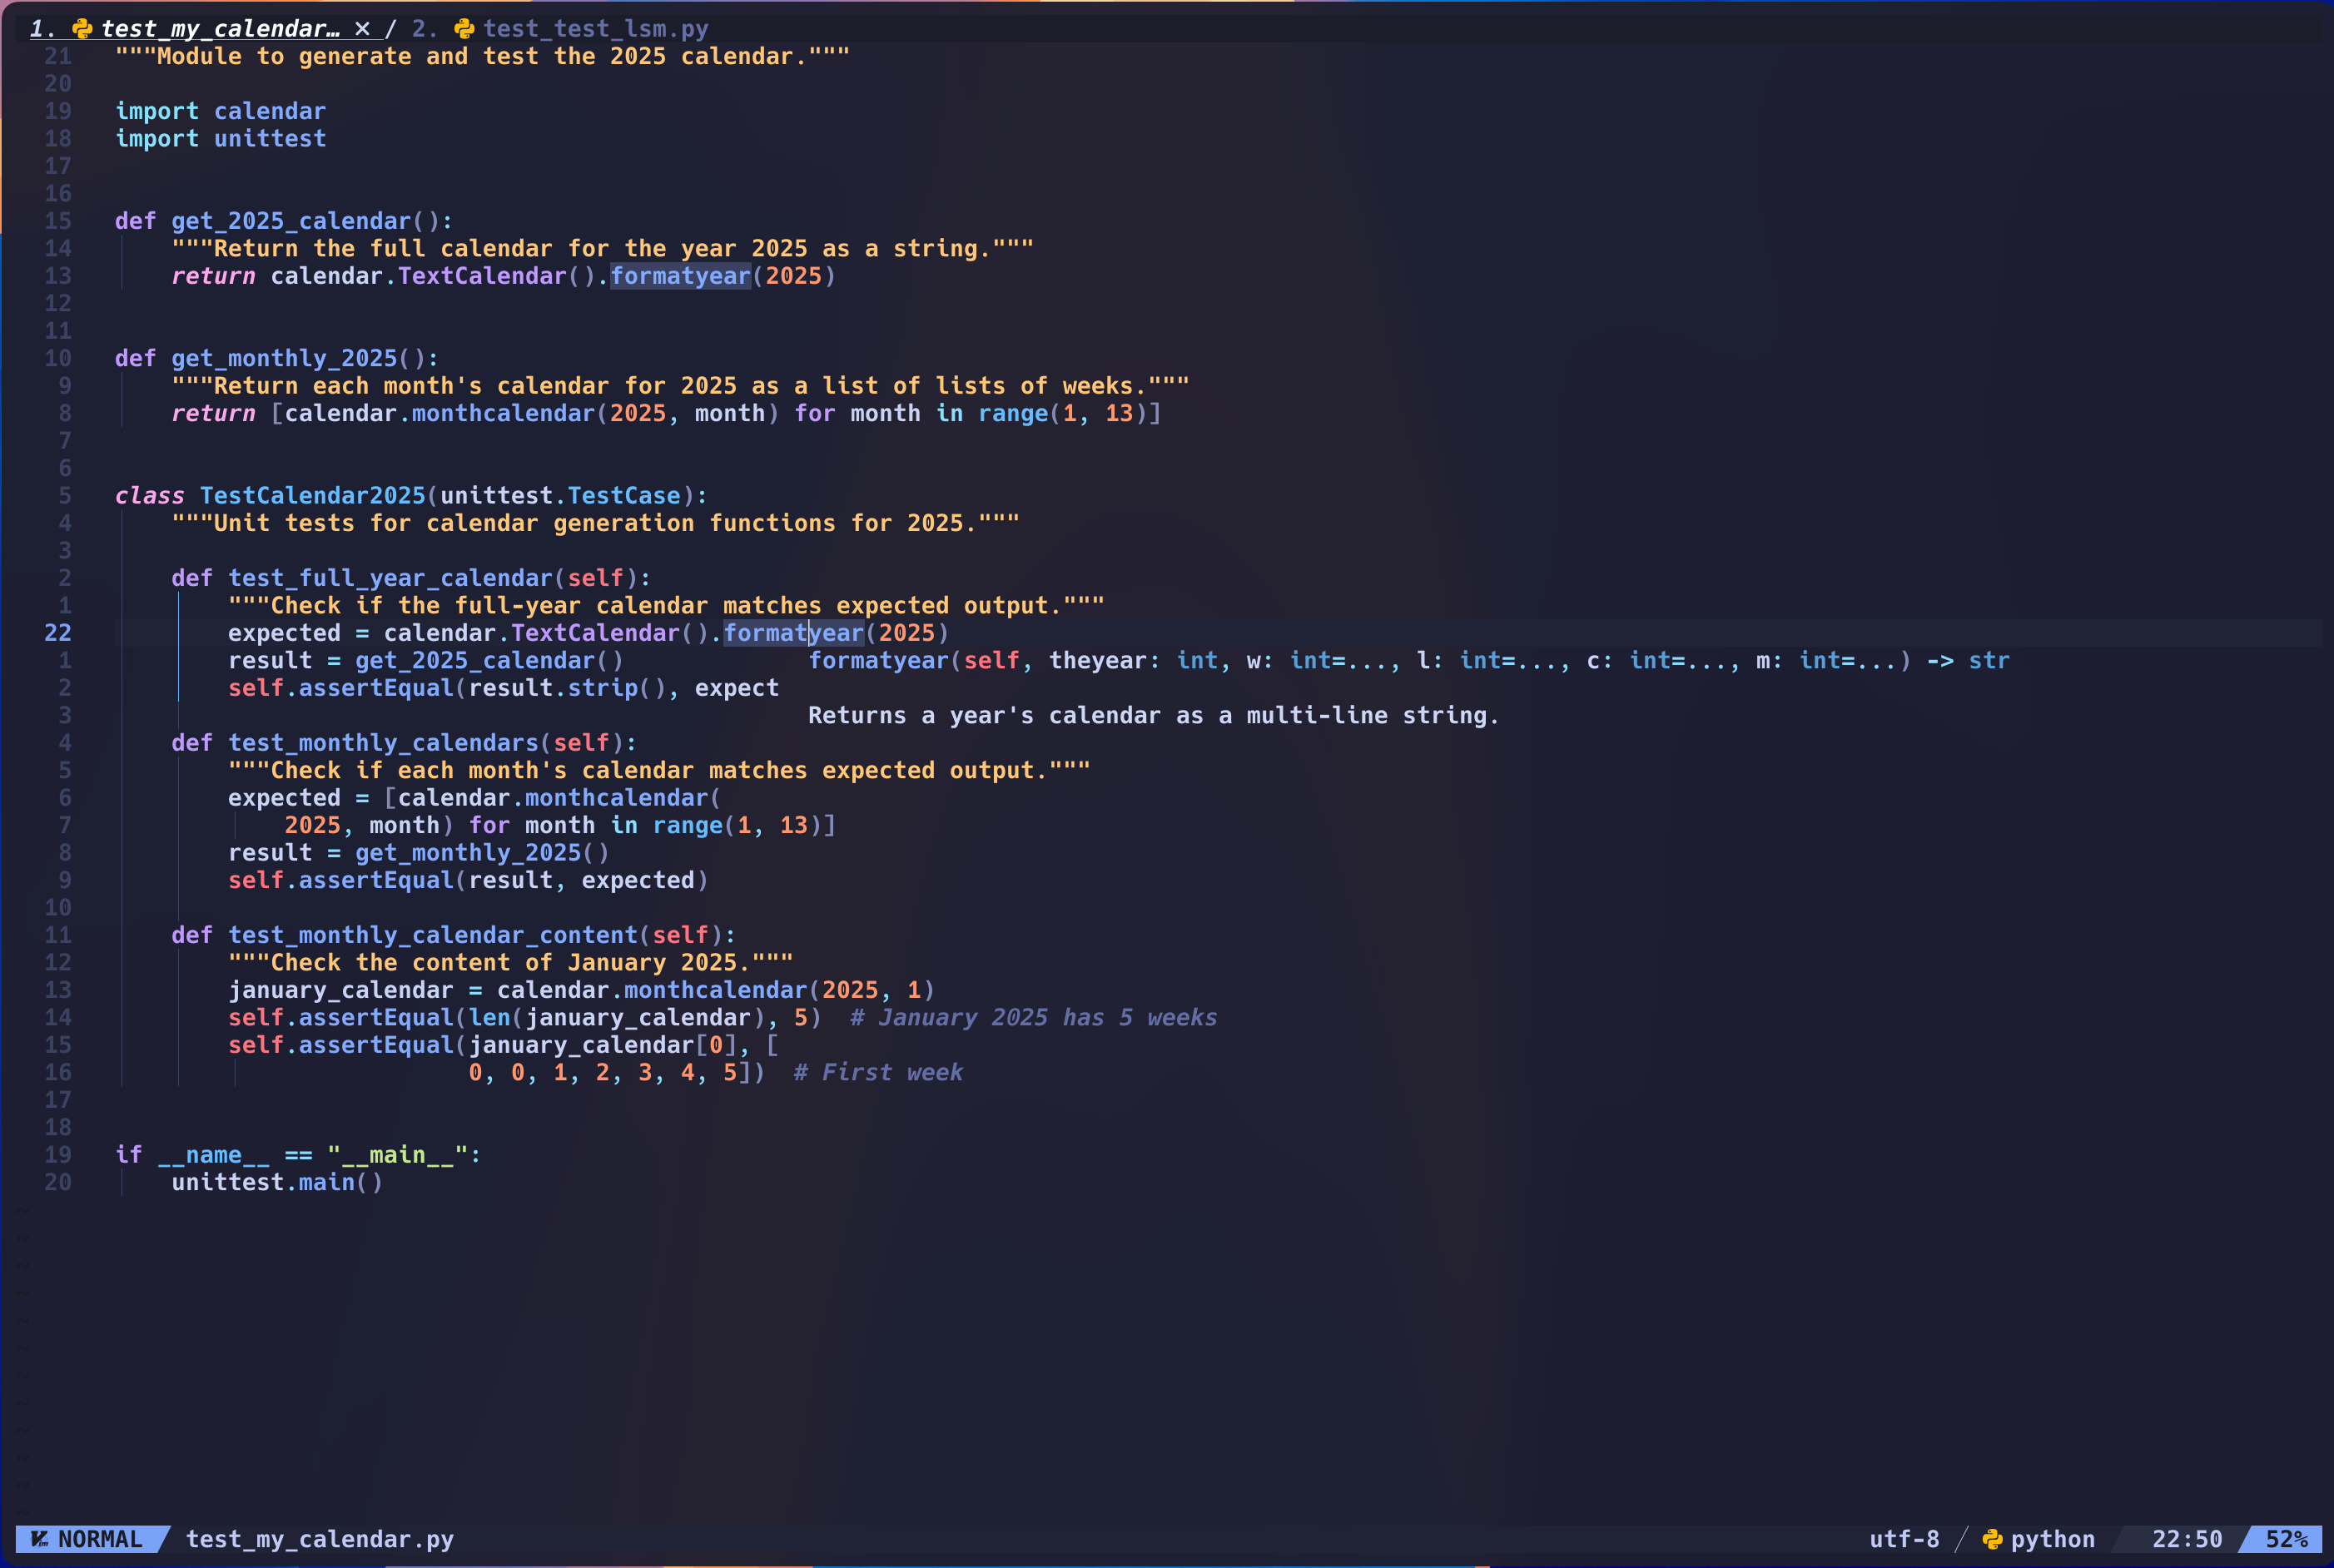 1. test_my_calendar… ✕ / 2. test_test_lsm.py
21 """Module to generate and test the 2025 calendar."""
20
19 import calendar
18 import unittest
17
16
15 def get_2025_calendar():
14     """Return the full calendar for the year 2025 as a string."""
13     return calendar.TextCalendar().formatyear(2025)
12
11
10 def get_monthly_2025():
9     """Return each month's calendar for 2025 as a list of lists of weeks."""
8     return [calendar.monthcalendar(2025, month) for month in range(1, 13)]
7
6
5 class TestCalendar2025(unittest.TestCase):
4     """Unit tests for calendar generation functions for 2025."""
3
2     def test_full_year_calendar(self):
1         """Check if the full-year calendar matches expected output."""
22         expected = calendar.TextCalendar().formatyear(2025)
1         result = get_2025_calendar() formatyear(self, theyear: int, w: int=..., l: int=..., c: int=..., m: int=...) -> str
2         self.assertEqual(result.strip(), expect
3 Returns a year's calendar as a multi-line string.
4     def test_monthly_calendars(self):
5         """Check if each month's calendar matches expected output."""
6         expected = [calendar.monthcalendar(
7             2025, month) for month in range(1, 13)]
8         result = get_monthly_2025()
9         self.assertEqual(result, expected)
10
11     def test_monthly_calendar_content(self):
12         """Check the content of January 2025."""
13         january_calendar = calendar.monthcalendar(2025, 1)
14         self.assertEqual(len(january_calendar), 5)  # January 2025 has 5 weeks
15         self.assertEqual(january_calendar[0], [
16                          0, 0, 1, 2, 3, 4, 5])  # First week
17
18
19 if __name__ == "__main__":
20     unittest.main()
NORMAL test_my_calendar.py utf-8 / python 22:50 52%